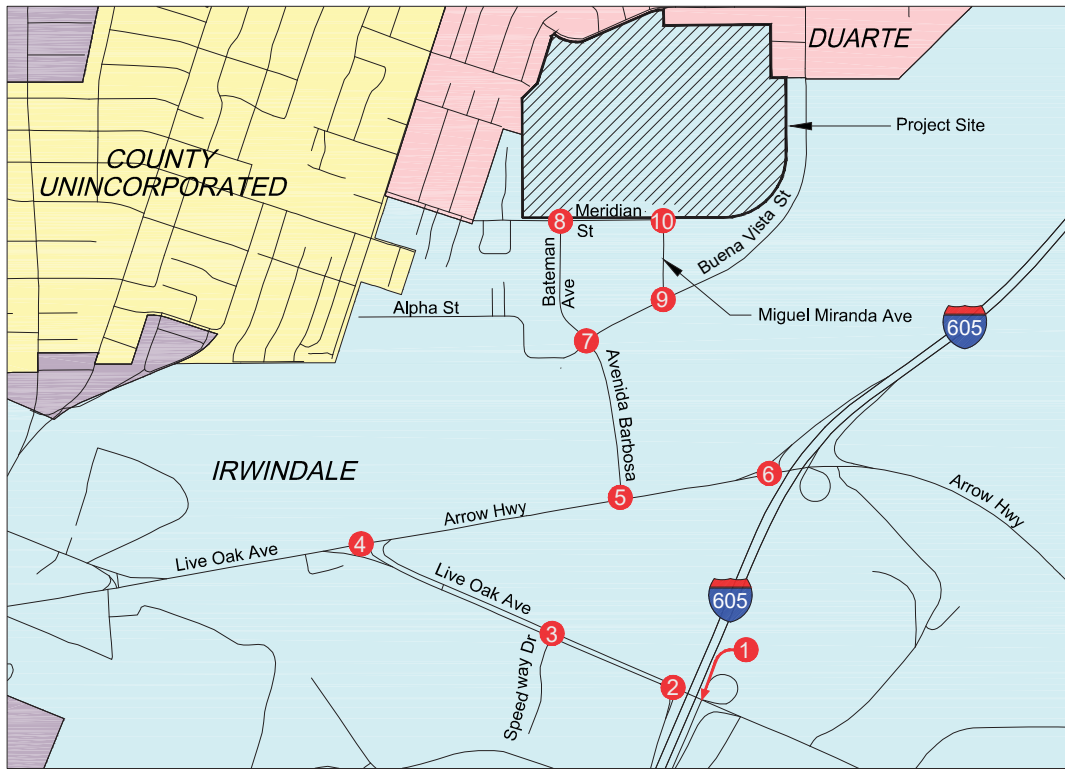 DUARTE
Project Site
COUNTY
UNINCORPORATED
8
Meridian
St
10
Buena Vista St
Bateman
Ave
9
Alpha St
Miguel Miranda Ave
605
7
Avenida Barbosa
IRWINDALE
6
5
Arrow Hwy
Arrow Hwy
4
Live Oak Ave
Live Oak Ave
605
3
Speedway Dr
1
2